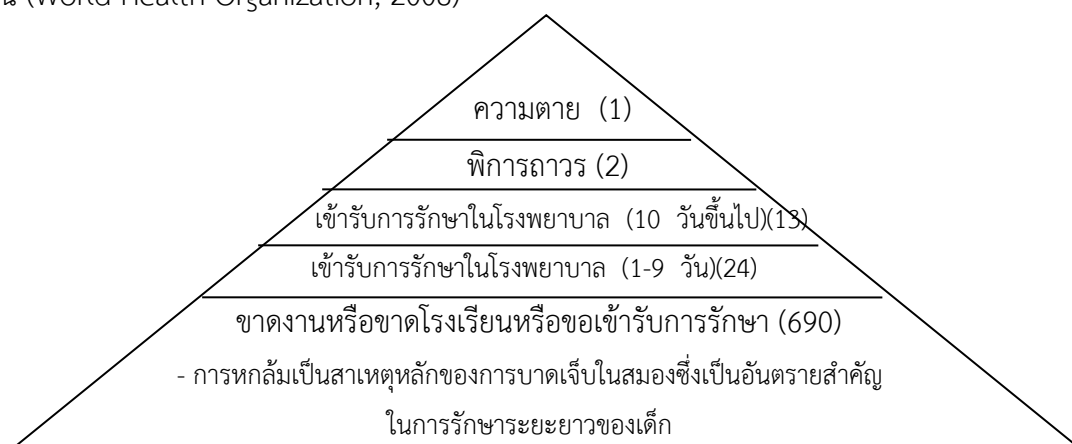 (World Health Organization, 2008)
ความตาย (1)
พิการถาวร (2)
เข้ารับการรักษาในโรงพยาบาล (10 วันขึ้นไป)(13)
เข้ารับการรักษาในโรงพยาบาล (1-9 วัน)(24)
ขาดงานหรือขาดโรงเรียนหรือขอเข้ารับการรักษา (690)
- การหกล้มเป็นสาเหตุหลักของการบาดเจ็บในสมองซึ่งเป็นอันตรายสำคัญ
ในการรักษาระยะยาวของเด็ก